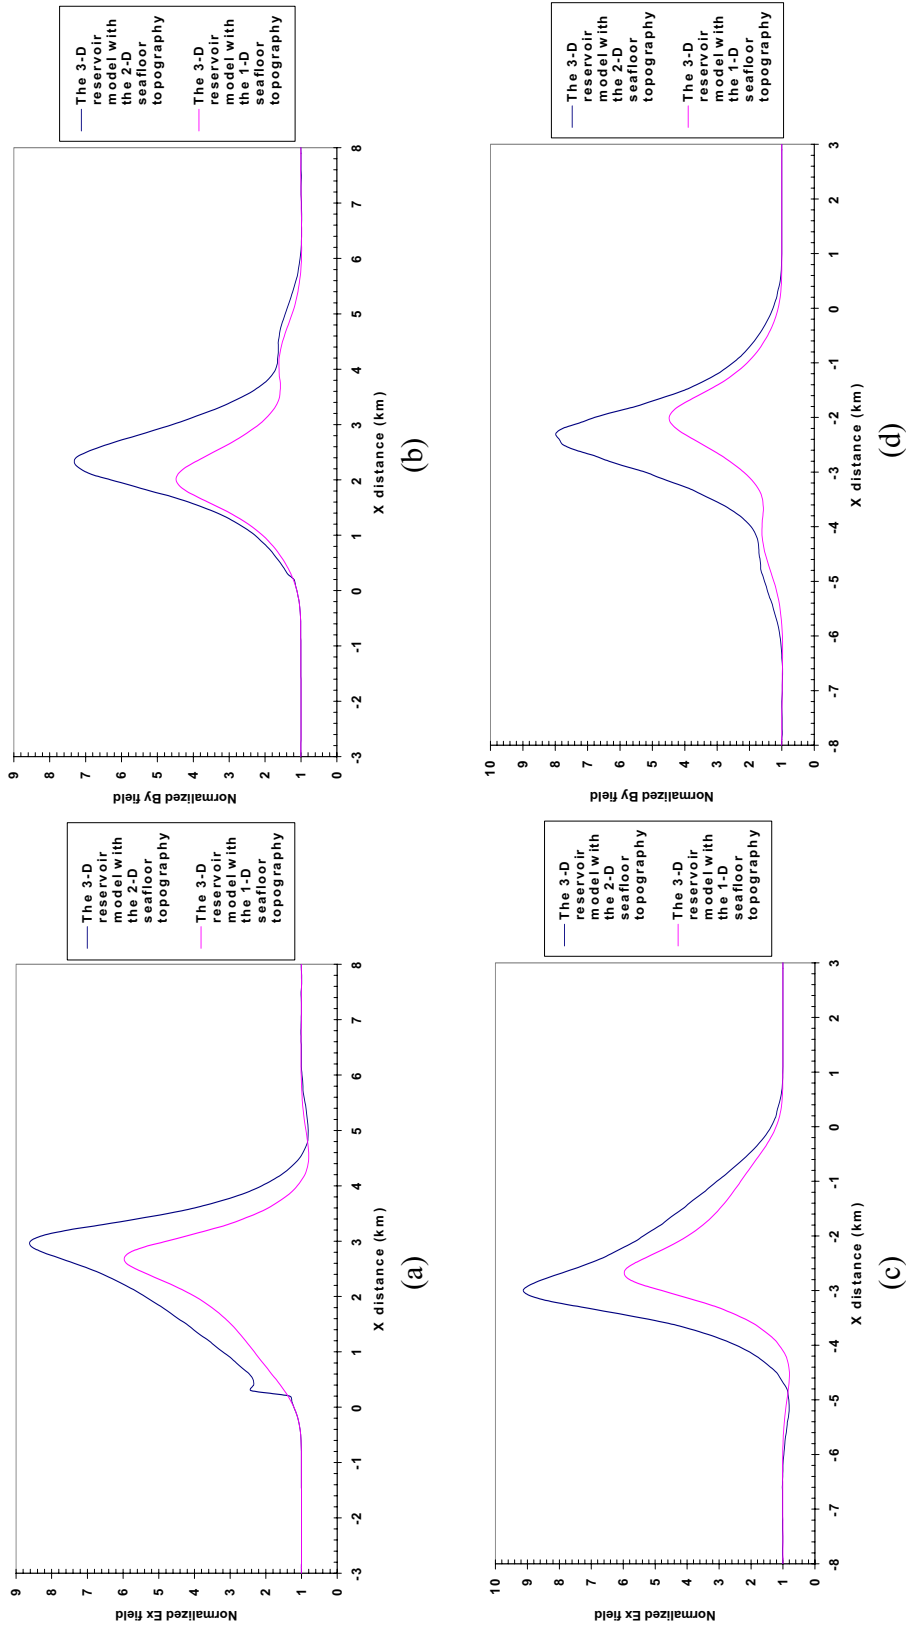 9
8
7
6
5
4
3
2
1
0
-3
-2
-1
0
1
2
3
4
5
6
7
8
Normalized Ex field
X distance (km)
The 3-D
reservoir
model with
the 2-D
seafloor
topography
The 3-D
reservoir
model with
the 1-D
seafloor
topography
(a)
9
8
7
6
5
4
3
2
1
0
-3
-2
-1
0
1
2
3
4
5
6
7
8
Normalized By field
X distance (km)
The 3-D
reservoir
model with
the 2-D
seafloor
topography
The 3-D
reservoir
model with
the 1-D
seafloor
topography
(b)
10
9
8
7
6
5
4
3
2
1
0
-8
-7
-6
-5
-4
-3
-2
-1
0
1
2
3
Normalized Ex field
X distance (km)
The 3-D
reservoir
model with
the 2-D
seafloor
topography
The 3-D
reservoir
model with
the 1-D
seafloor
topography
(c)
10
9
8
7
6
5
4
3
2
1
0
-8
-7
-6
-5
-4
-3
-2
-1
0
1
2
3
Normalized By field
X distance (km)
The 3-D
reservoir
model with
the 2-D
seafloor
topography
The 3-D
reservoir
model with
the 1-D
seafloor
topography
(d)